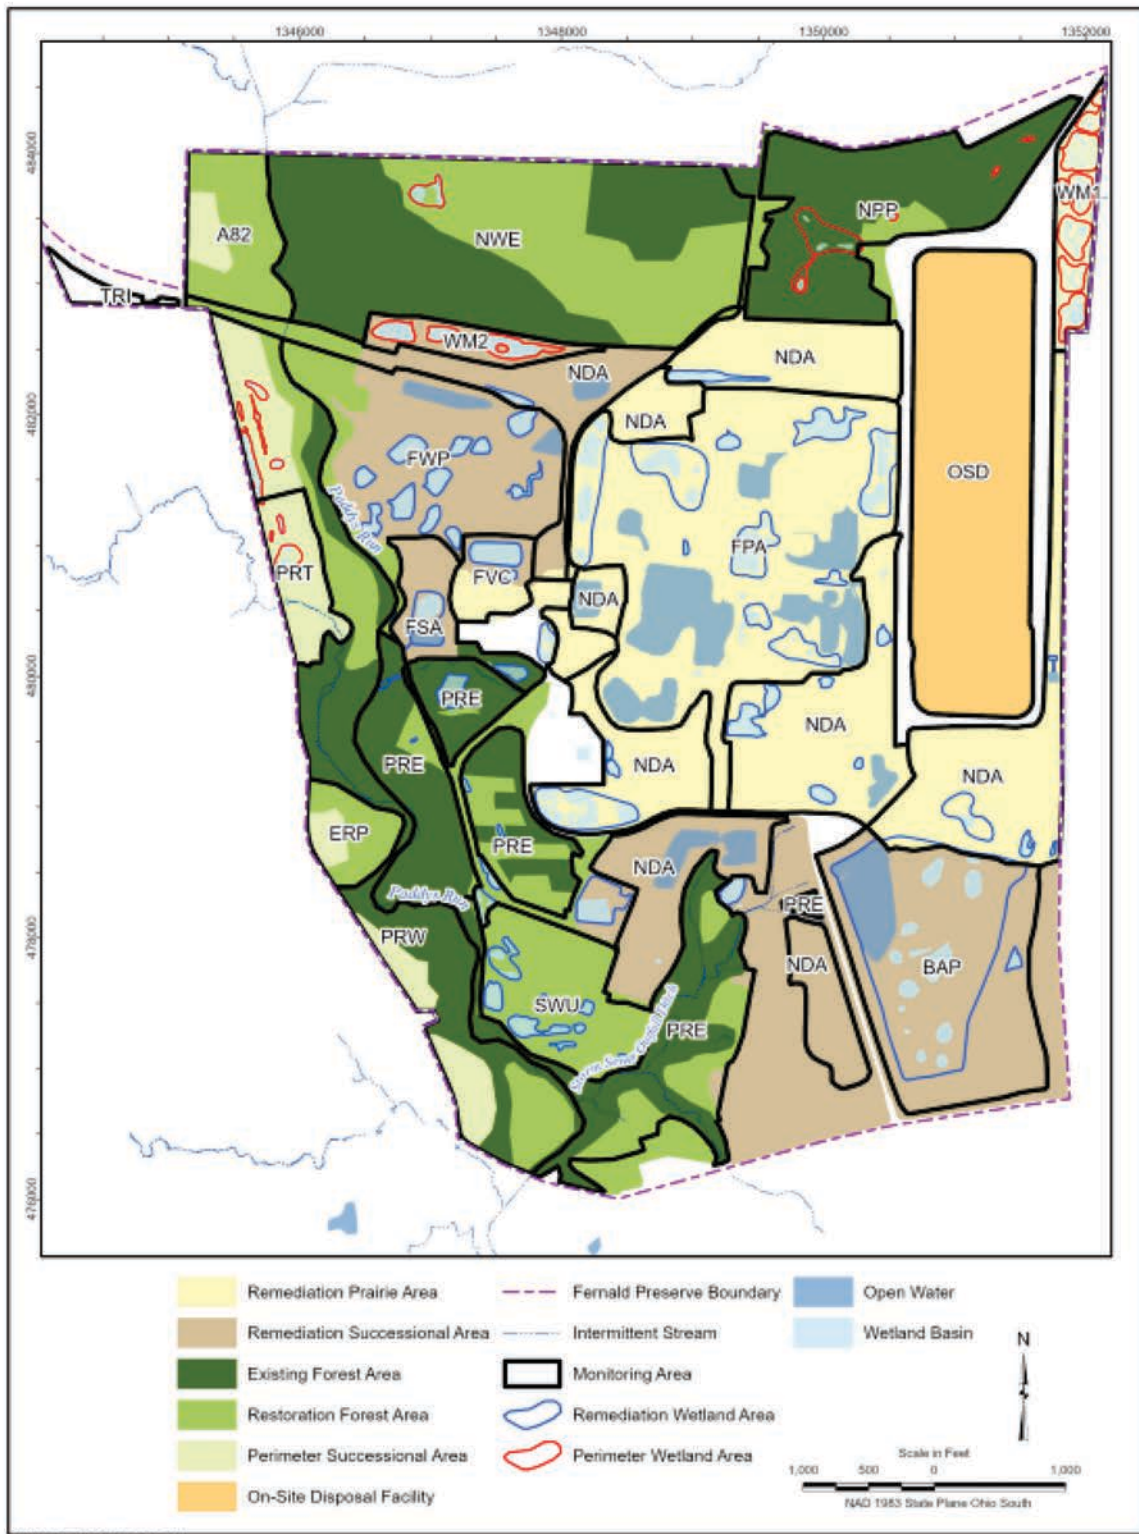 1346000 1348000 1350000 1352000
484000
482000
480000
478000
476000
A82
NWE
NPP
WM1
TRI
WM2
NDA
NDA
NDA
FWP
OSD
Paddys Run
FPA
PRT
FVC
NDA
FSA
PRE
PRE
NDA
NDA
NDA
ERP
PRE
NDA
Paddys Run
PRE
PRW
NDA
BAP
SWU
PRE
Storm Sewer Outfall Ditch
Remediation Prairie Area
Remediation Successional Area
Existing Forest Area
Restoration Forest Area
Perimeter Successional Area
On-Site Disposal Facility
Fernald Preserve Boundary
Intermittent Stream
Monitoring Area
Remediation Wetland Area
Perimeter Wetland Area
Open Water
Wetland Basin
N
Scale in Feet
1,000 500 0 1,000
NAD 1983 State Plane Ohio South